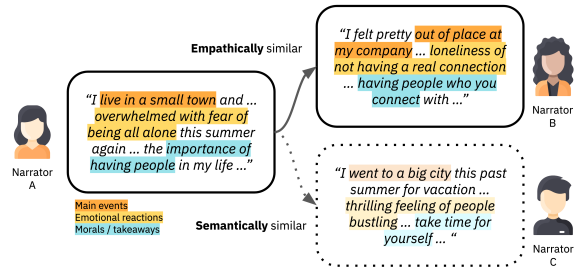 Empathically similar
"I felt pretty out of place at
my company ... loneliness of
not having a real connection
... having people who you
connect with ..."
Narrator
B
"I live in a small town and ...
overwhelmed with fear of
being all alone this summer
again ... the importance of
having people in my life ..."
Narrator
A
Main events
Emotional reactions
Morals / takeaways
Semantically similar
"I went to a big city this past
summer for vacation ...
thrilling feeling of people
bustling ... take time for
yourself ... “
Narrator
C